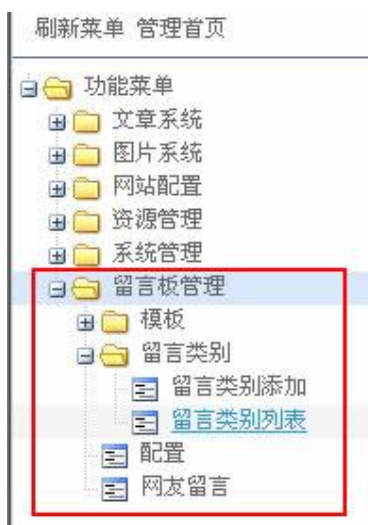 刷新菜单 管理首页
功能菜单
文章系统
图片系统
网站配置
资源管理
系统管理
留言板管理
模板
留言类别
留言类别添加
留言类别列表
配置
网友留言